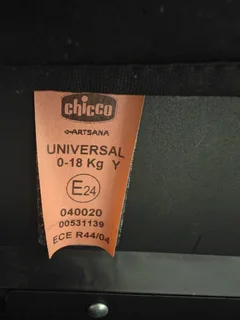 chicco
ARTSANA
UNIVERSAL
0-18 Kg Y
E24
040020
00531139
ECE R44/04